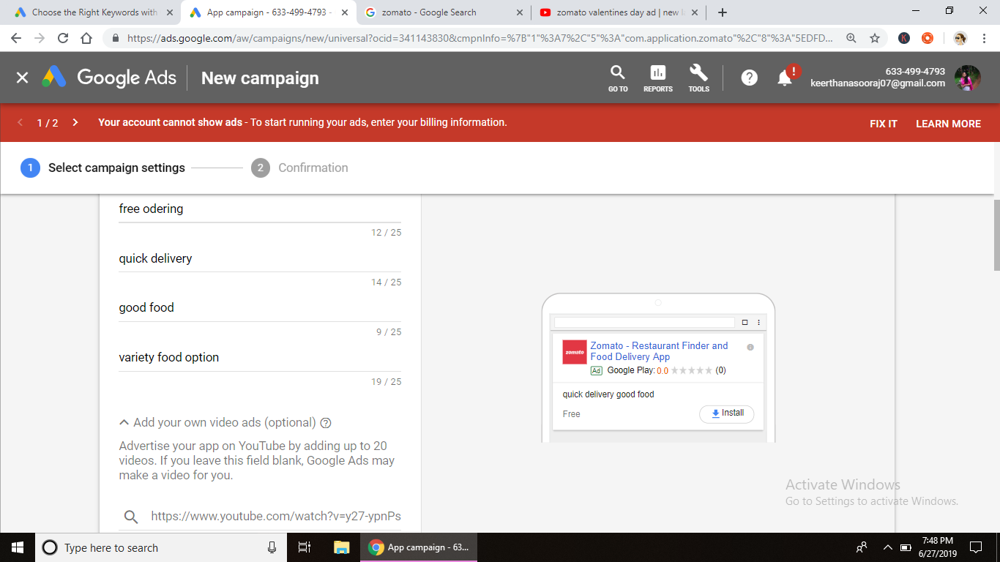 Choose the Right Keywords with
App campaign - 633-499-4793 -
zomato - Google Search
zomato valentines day ad | new l
https://ads.google.com/aw/campaigns/new/universal?ocid=341143830&cmpnInfo=%7B"1"%3A7%2C"5"%3A"com.application.zomato"%2C"8"%3A"5EDFD...
K
Google Ads
New campaign
GO TO
REPORTS
TOOLS
?
!
633-499-4793
keerthanasooraj07@gmail.com
1 / 2
Your account cannot show ads - To start running your ads, enter your billing information.
FIX IT
LEARN MORE
1
Select campaign settings
2
Confirmation
free odering
12 / 25
quick delivery
14 / 25
good food
9 / 25
variety food option
19 / 25
Add your own video ads (optional) ?
Advertise your app on YouTube by adding up to 20
videos. If you leave this field blank, Google Ads may
make a video for you.
https://www.youtube.com/watch?v=y27-ypnPs
zomato
Zomato - Restaurant Finder and
Food Delivery App
Ad Google Play: 0.0 ★★★★★ (0)
quick delivery good food
Free
Install
Activate Windows
Go to Settings to activate Windows.
Type here to search
App campaign - 63...
7:48 PM
6/27/2019